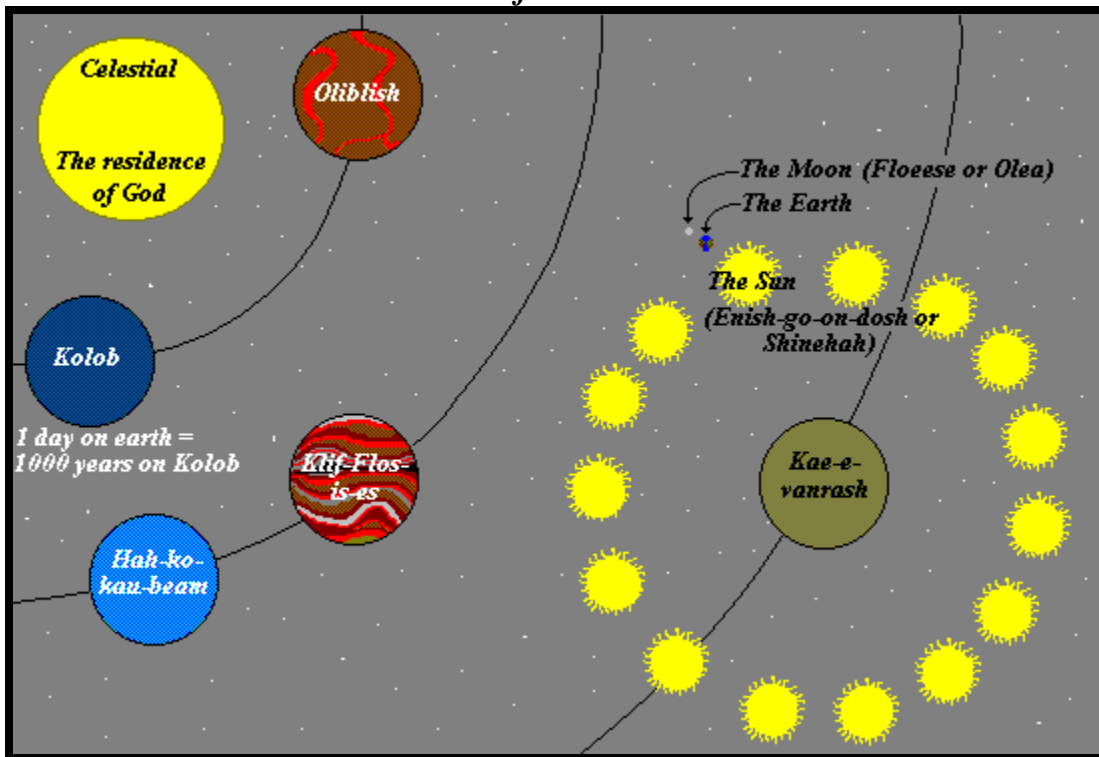 Celestial
The residence
of God
Oliblish
The Moon (Floeese or Olea)
The Earth
The Sun
(Enish-go-on-dosh or
Shinehah)
Kolob
1 day on earth =
1000 years on Kolob
Klif-Flos-
is-es
Kae-e-
vanrash
Hah-ko-
kau-beam